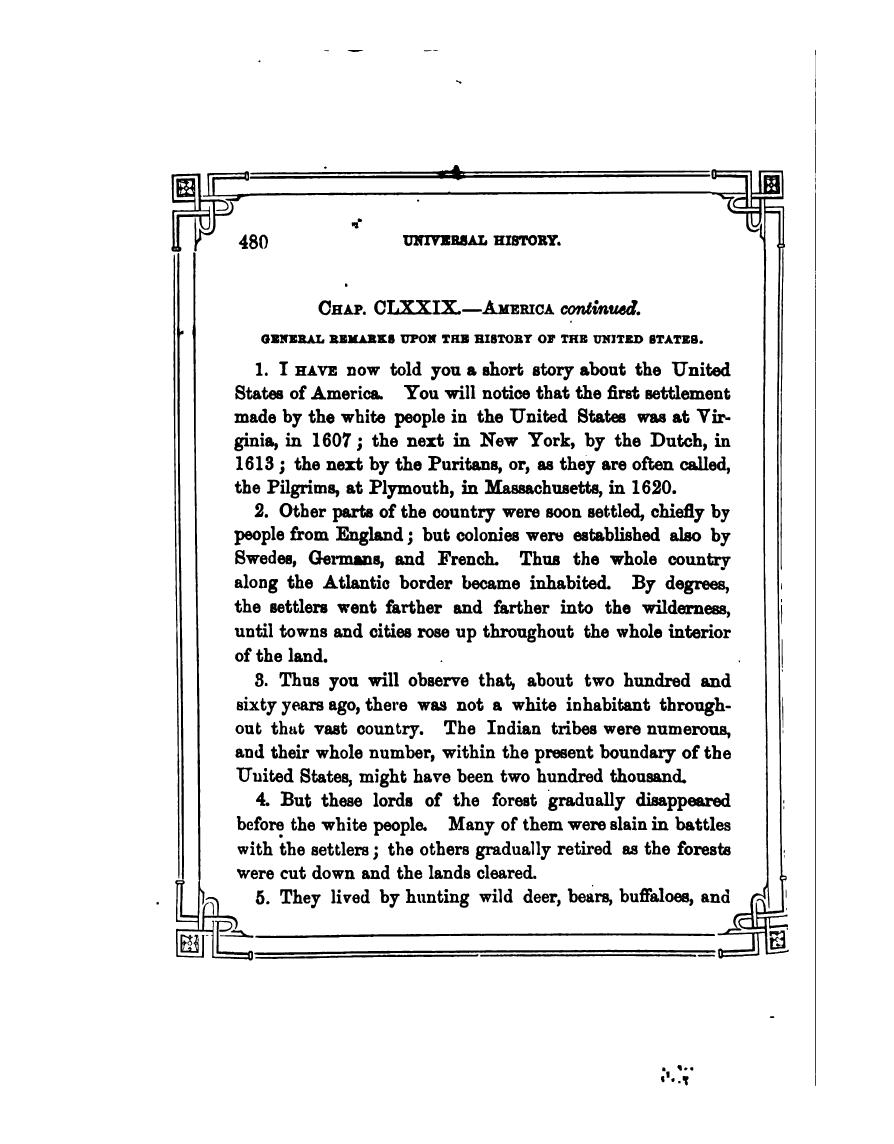 480 UNIVERSAL HISTORY.
CHAP. CLXXIX.—AMERICA continued.
GENERAL REMARKS UPON THE HISTORY OF THE UNITED STATES.
1. I HAVE now told you a short story about the United
States of America. You will notice that the first settlement
made by the white people in the United States was at Vir-
ginia, in 1607; the next in New York, by the Dutch, in
1613; the next by the Puritans, or, as they are often called,
the Pilgrims, at Plymouth, in Massachusetts, in 1620.
2. Other parts of the country were soon settled, chiefly by
people from England; but colonies were established also by
Swedes, Germans, and French. Thus the whole country
along the Atlantic border became inhabited. By degrees,
the settlers went farther and farther into the wilderness,
until towns and cities rose up throughout the whole interior
of the land.
3. Thus you will observe that, about two hundred and
sixty years ago, there was not a white inhabitant through-
out that vast country. The Indian tribes were numerous,
and their whole number, within the present boundary of the
United States, might have been two hundred thousand.
4. But these lords of the forest gradually disappeared
before the white people. Many of them were slain in battles
with the settlers; the others gradually retired as the forests
were cut down and the lands cleared.
5. They lived by hunting wild deer, bears, buffaloes, and